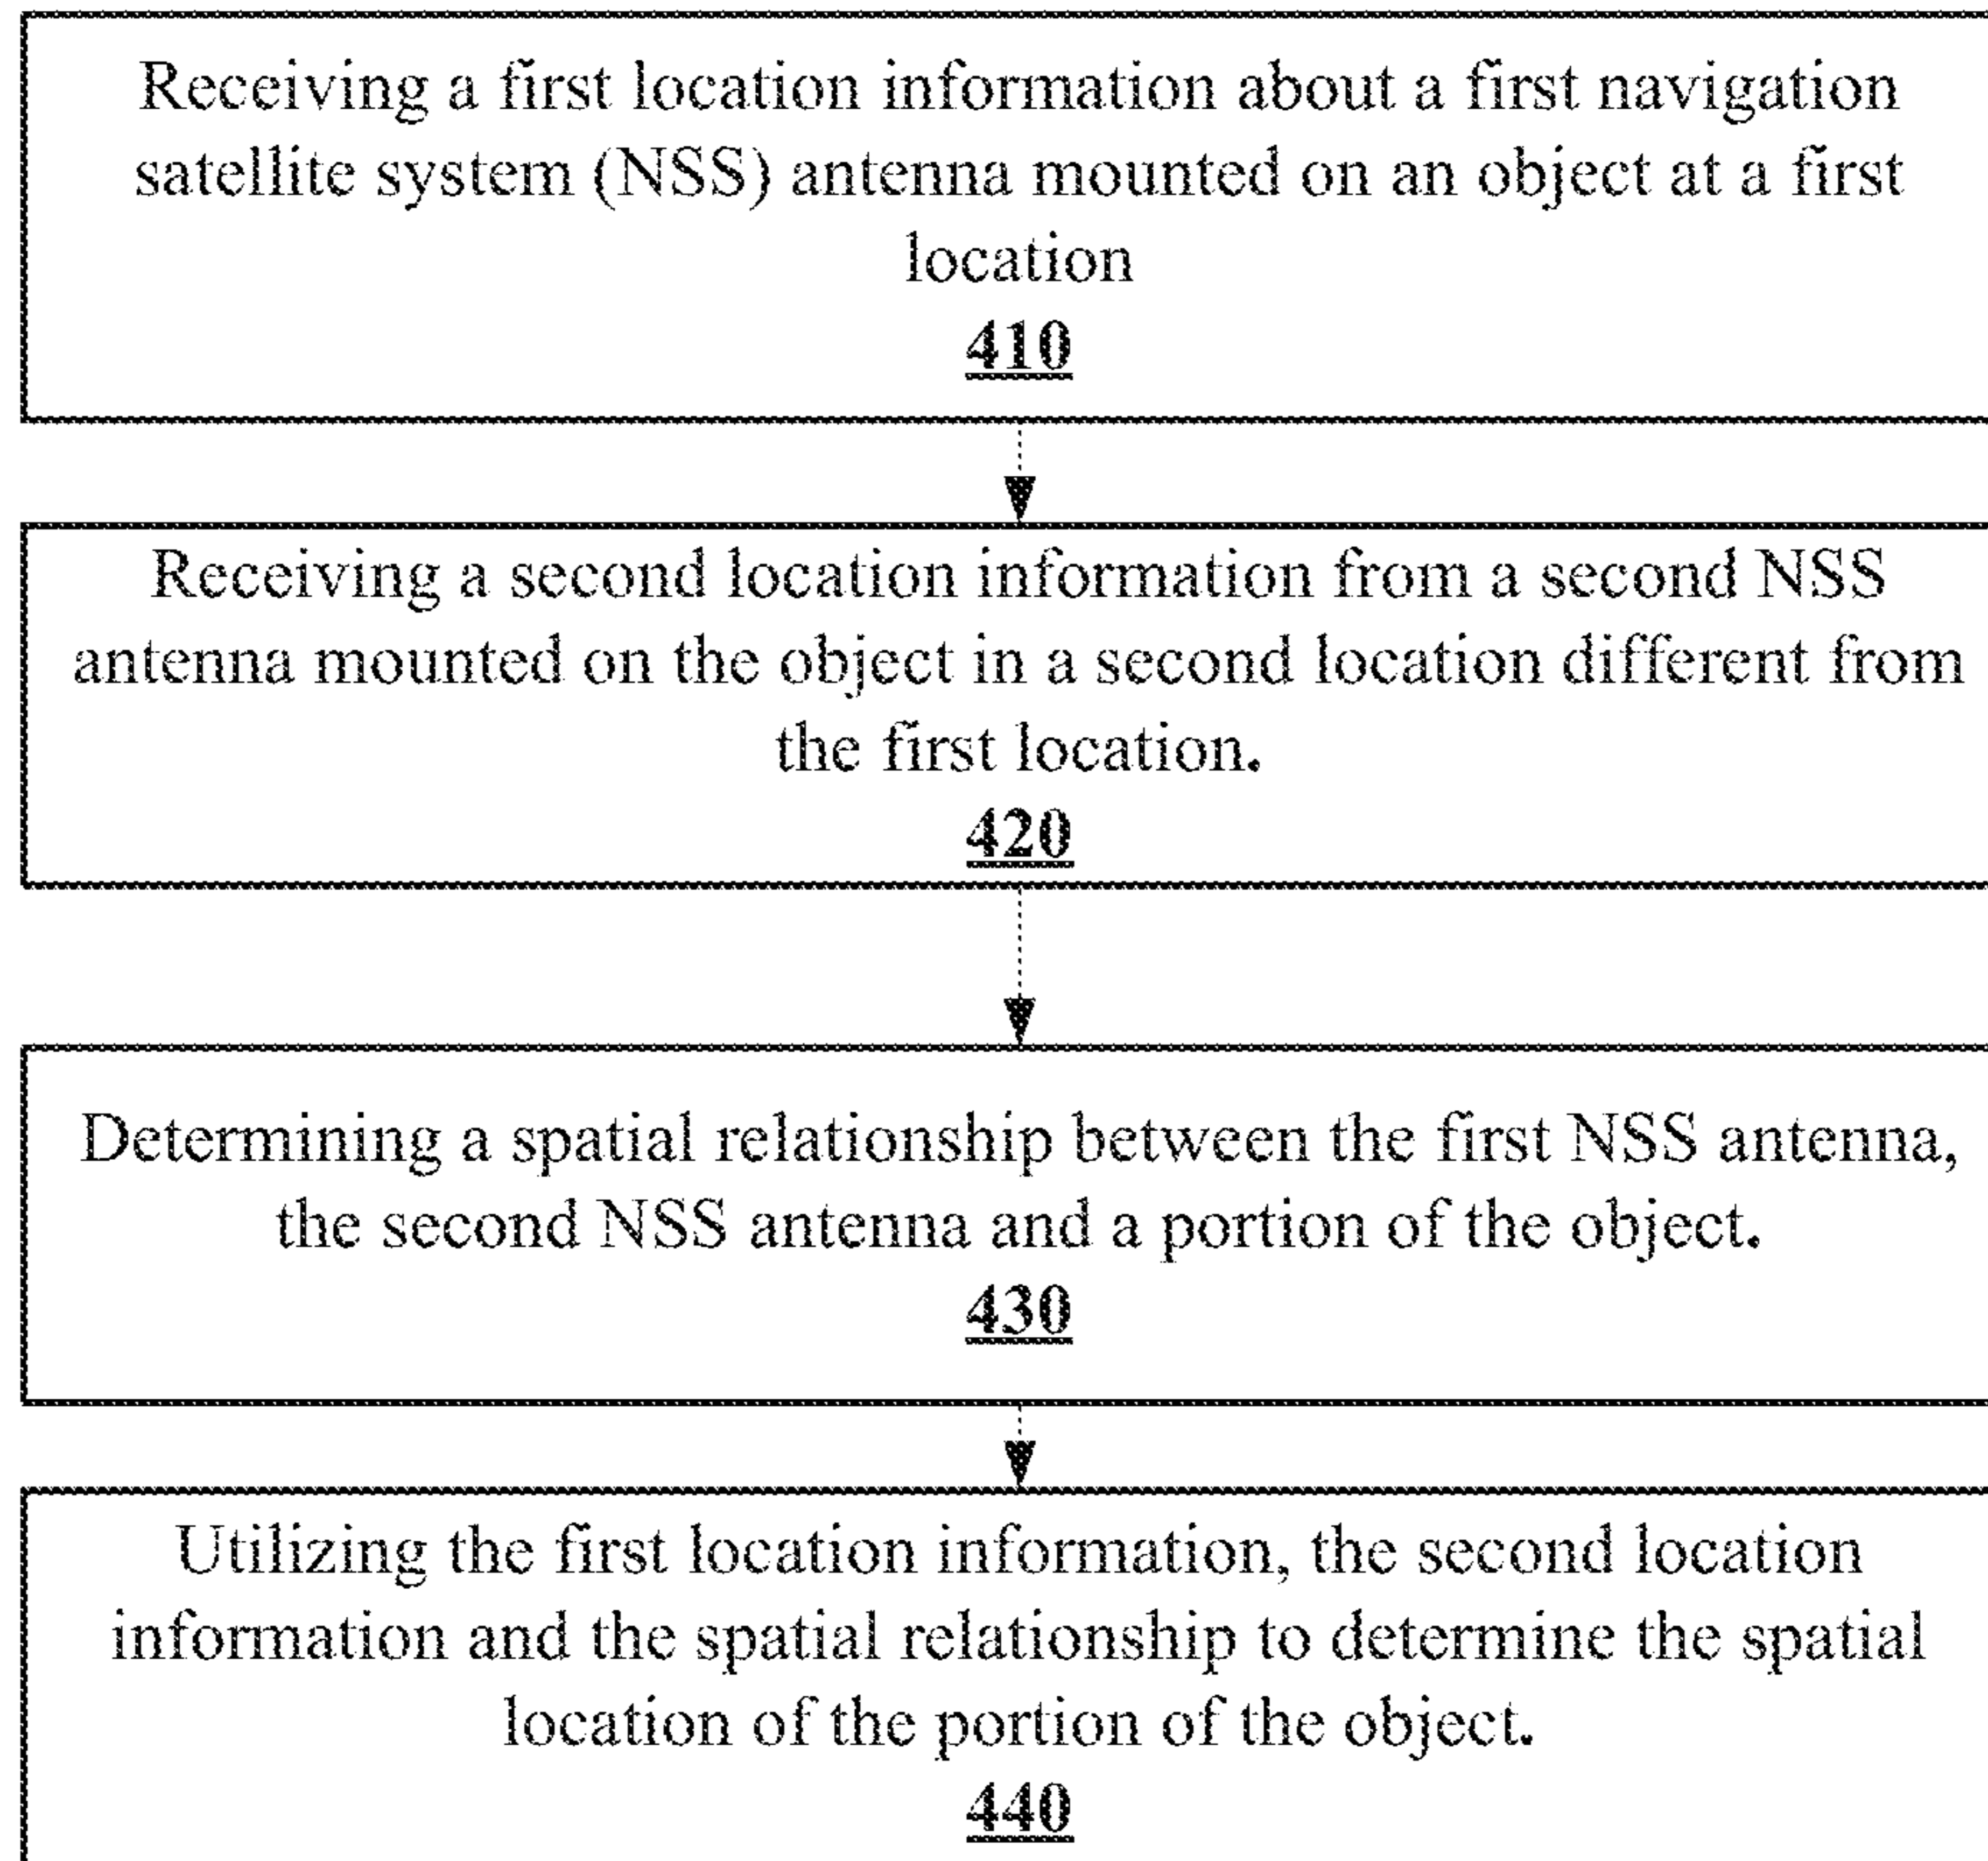 Receiving a first location information about a first navigation
satellite system (NSS) antenna mounted on an object at a first
location
410
Receiving a second location information from a second NSS
antenna mounted on the object in a second location different from
the first location.
420
Determining a spatial relationship between the first NSS antenna,
the second NSS antenna and a portion of the object.
430
Utilizing the first location information, the second location
information and the spatial relationship to determine the spatial
location of the portion of the object.
440